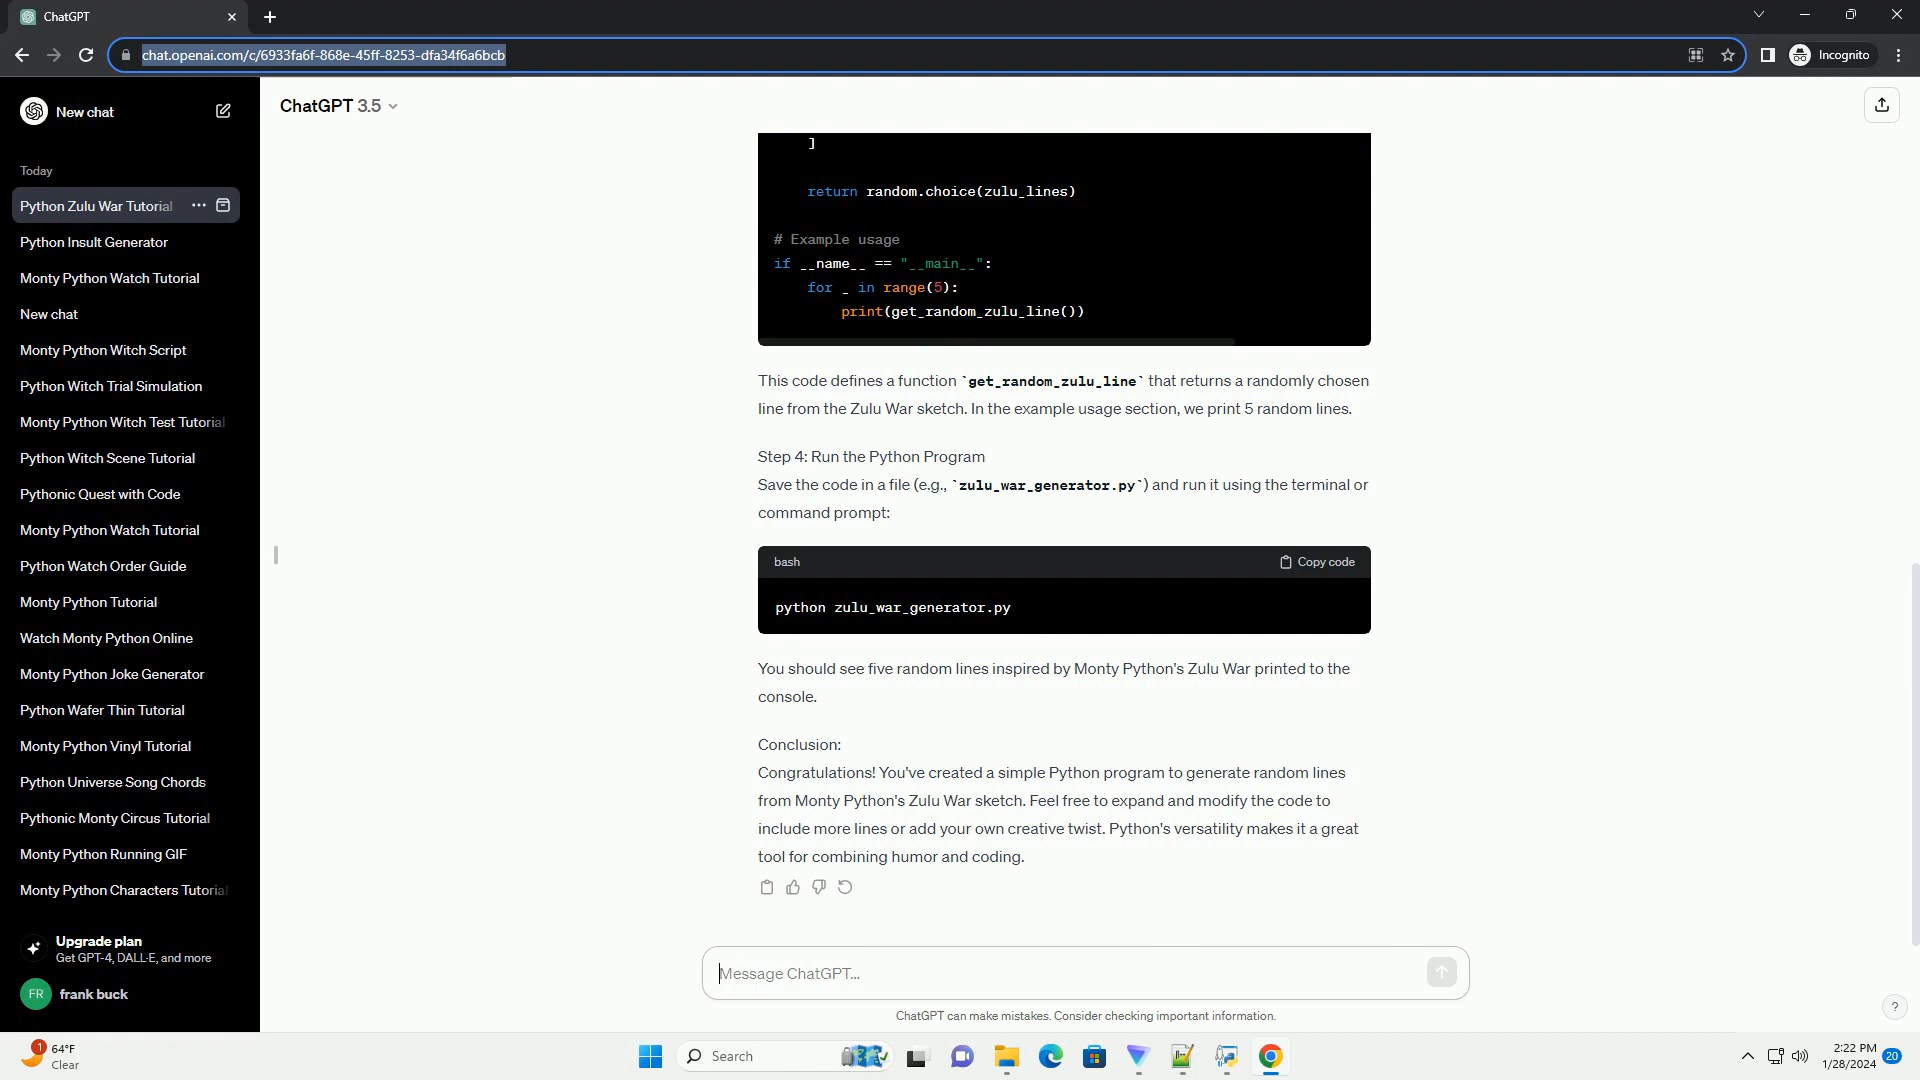 ChatGPT
chat.openai.com/c/6933fa6f-868e-45ff-8253-dfa34f6a6bcb
Incognito
New chat
Today
Python Zulu War Tutorial
Python Insult Generator
Monty Python Watch Tutorial
New chat
Monty Python Witch Script
Python Witch Trial Simulation
Monty Python Witch Test Tutorial
Python Witch Scene Tutorial
Pythonic Quest with Code
Monty Python Watch Tutorial
Python Watch Order Guide
Monty Python Tutorial
Watch Monty Python Online
Monty Python Joke Generator
Python Wafer Thin Tutorial
Monty Python Vinyl Tutorial
Python Universe Song Chords
Pythonic Monty Circus Tutorial
Monty Python Running GIF
Monty Python Characters Tutorial
Upgrade plan
Get GPT-4, DALL·E, and more
FR
frank buck
ChatGPT 3.5
]
return random.choice(zulu_lines)
# Example usage
if __name__ == "__main__":
for _ in range(5):
print(get_random_zulu_line())
This code defines a function `get_random_zulu_line` that returns a randomly chosen
line from the Zulu War sketch. In the example usage section, we print 5 random lines.
Step 4: Run the Python Program
Save the code in a file (e.g., `zulu_war_generator.py`) and run it using the terminal or
command prompt:
bash
Copy code
python zulu_war_generator.py
You should see five random lines inspired by Monty Python's Zulu War printed to the
console.
Conclusion:
Congratulations! You've created a simple Python program to generate random lines
from Monty Python's Zulu War sketch. Feel free to expand and modify the code to
include more lines or add your own creative twist. Python's versatility makes it a great
tool for combining humor and coding.
Message ChatGPT...
ChatGPT can make mistakes. Consider checking important information.
?
1
64°F
Clear
Search
2:22 PM
1/28/2024
20